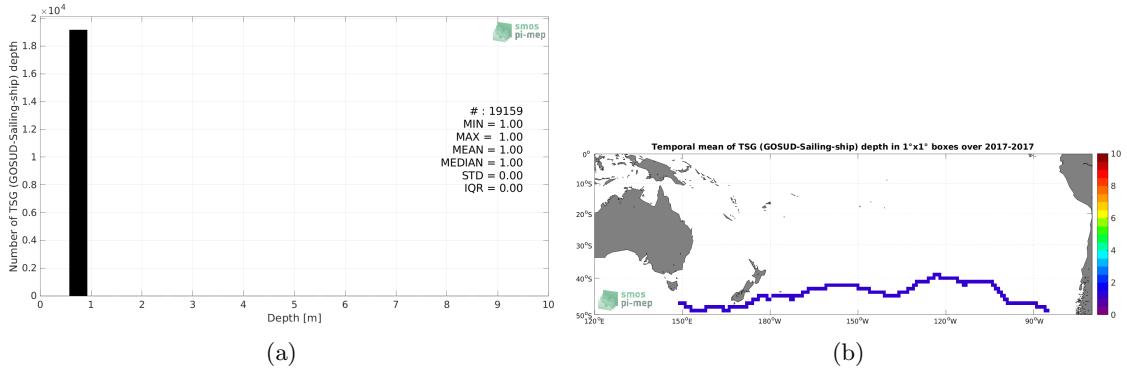 ×10⁴
2
1.8
1.6
1.4
1.2
1
0.8
0.6
0.4
0.2
0
Number of TSG (GOSUD-Sailing-ship) depth
smos
pi-mep
# : 19159
MIN = 1.00
MAX = 1.00
MEAN = 1.00
MEDIAN = 1.00
STD = 0.00
IQR = 0.00
0 1 2 3 4 5 6 7 8 9 10
Depth [m]
(a)
Temporal mean of TSG (GOSUD-Sailing-ship) depth in 1°x1° boxes over 2017-2017
0°
10°S
20°S
30°S
40°S
50°S
smos
pi-mep
120°E 150°E 180°W 150°W 120°W 90°W
10
8
6
4
2
0
(b)